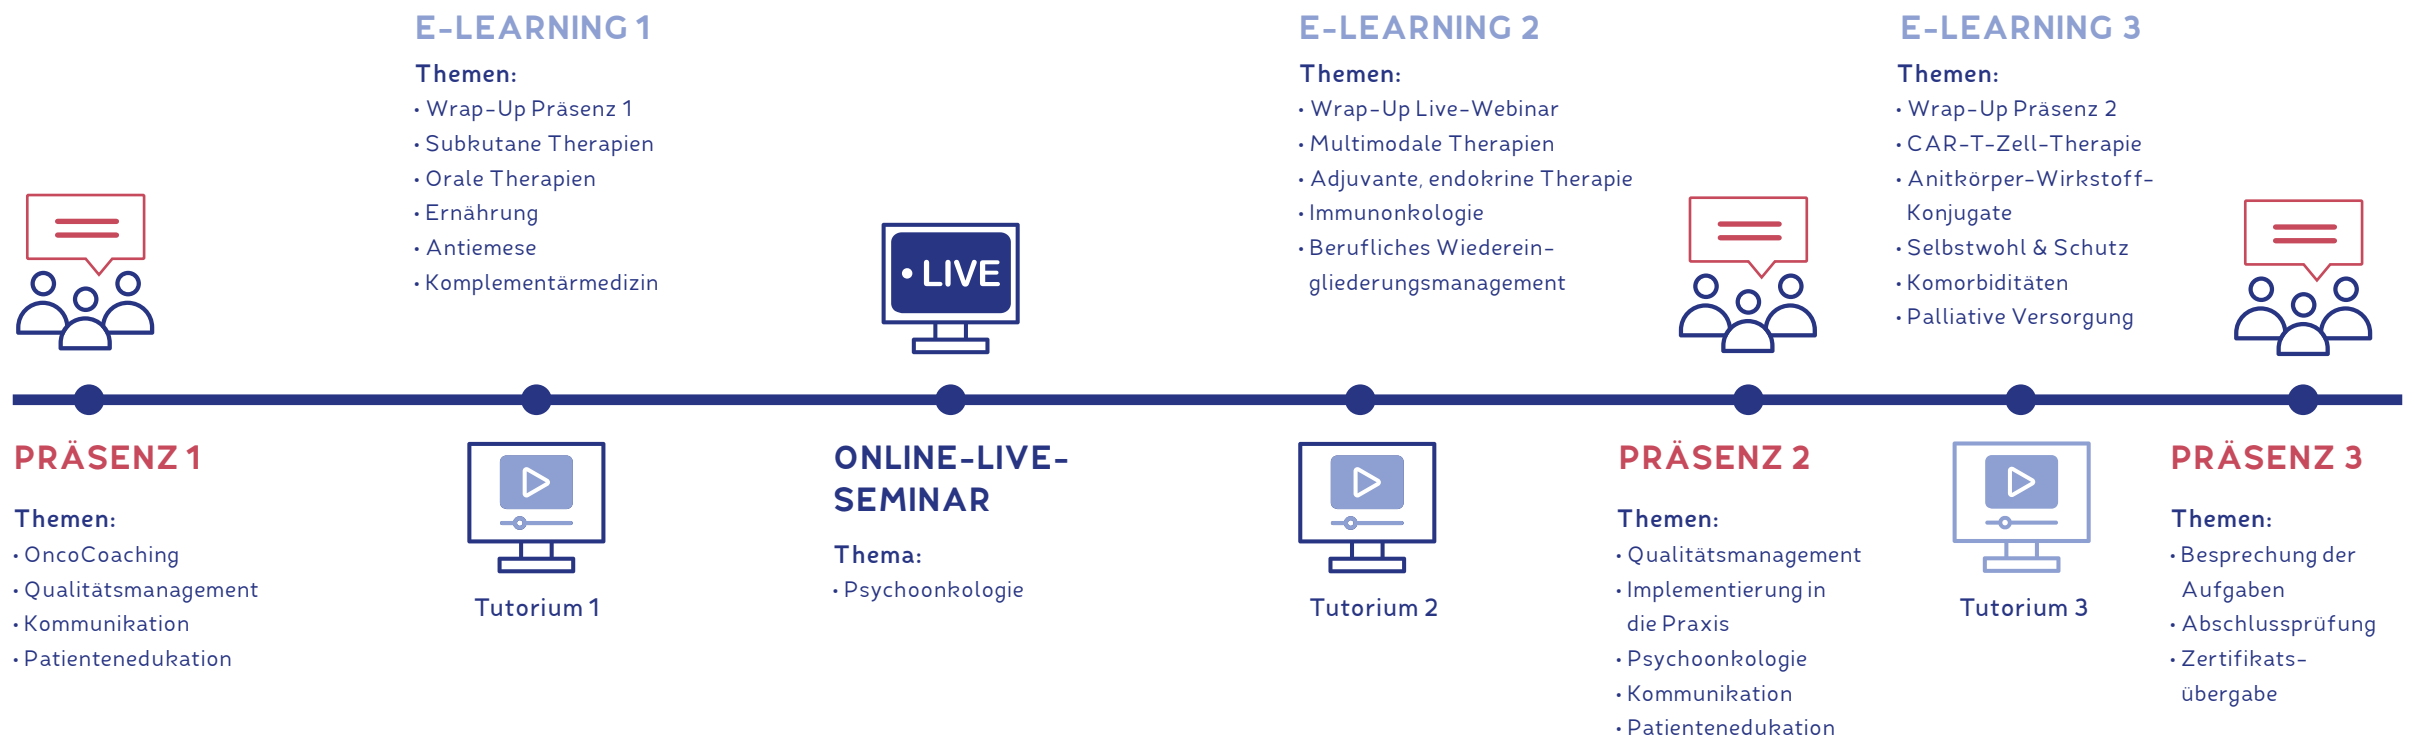 E-LEARNING 1
Themen:
• Wrap-Up Präsenz 1
• Subkutane Therapien
• Orale Therapien
• Ernährung
• Antiemese
• Komplementärmedizin
E-LEARNING 2
Themen:
• Wrap-Up Live-Webinar
• Multimodale Therapien
• Adjuvante, endokrine Therapie
• Immunonkologie
• Berufliches Wiederein-
gliederungsmanagement
E-LEARNING 3
Themen:
• Wrap-Up Präsenz 2
• CAR-T-Zell-Therapie
• Anitkörper-Wirkstoff-
Konjugate
• Selbstwohl & Schutz
• Komorbiditäten
• Palliative Versorgung
• LIVE
PRÄSENZ 1
Themen:
• OncoCoaching
• Qualitätsmanagement
• Kommunikation
• Patientenedukation
Tutorium 1
ONLINE-LIVE-
SEMINAR
Thema:
• Psychoonkologie
Tutorium 2
PRÄSENZ 2
Themen:
• Qualitätsmanagement
• Implementierung in
die Praxis
• Psychoonkologie
• Kommunikation
• Patientenedukation
Tutorium 3
PRÄSENZ 3
Themen:
• Besprechung der
Aufgaben
• Abschlussprüfung
• Zertifikats-
übergabe